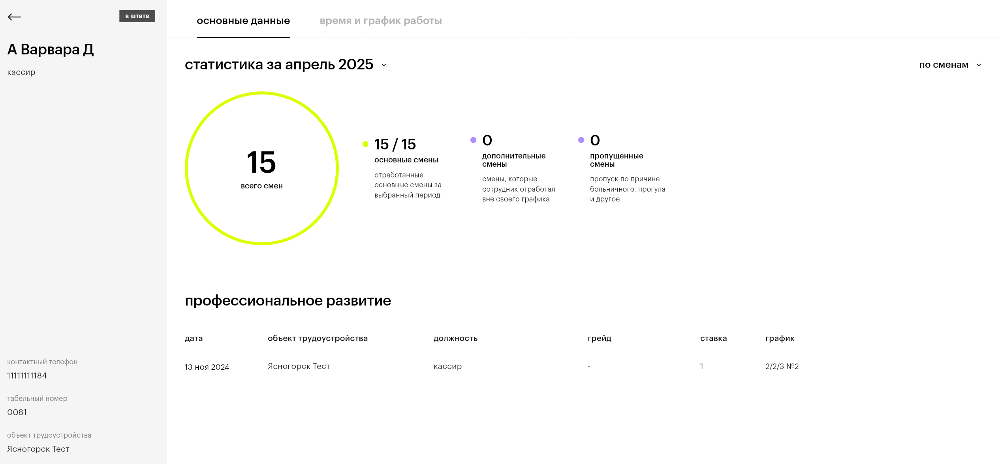 в штате
А Варвара Д
кассир
контактный телефон
11111111184
табельный номер
0081
объект трудоустройства
Ясногорск Тест
основные данные
время и график работы
статистика за апрель 2025
по сменам
15
всего смен
15 / 15
основные смены
отработанные
основные смены за
выбранный период
0
дополнительные
смены
смены, которые
сотрудник отработал
вне своего графика
0
пропущенные
смены
пропуск по причине
больничного, прогула
и другое
профессиональное развитие
дата объект трудоустройства должность грейд ставка график
13 ноя 2024 Ясногорск Тест кассир - 1 2/2/3 №2